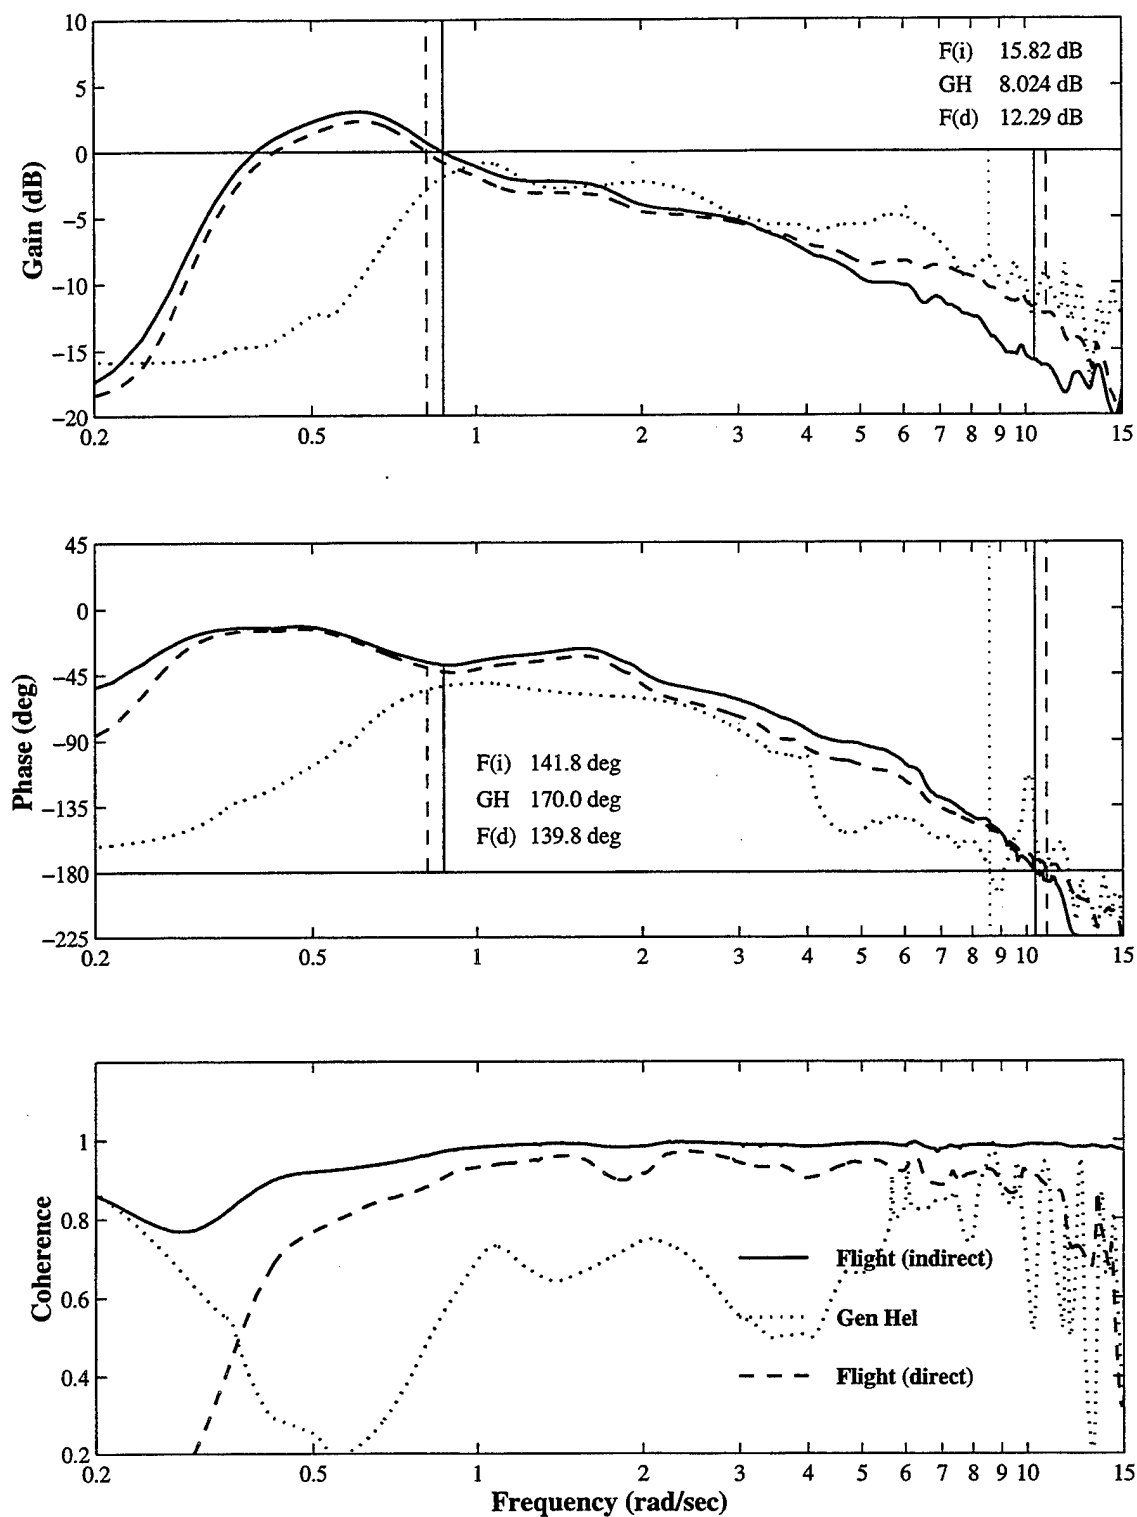 10
5
0
−5
−10
−15
−20
Gain (dB)
F(i) 15.82 dB
GH 8.024 dB
F(d) 12.29 dB
0.2 0.5 1 2 3 4 5 6 7 8 9 10 15
45
0
−45
−90
−135
−180
−225
Phase (deg)
F(i) 141.8 deg
GH 170.0 deg
F(d) 139.8 deg
0.2 0.5 1 2 3 4 5 6 7 8 9 10 15
1
0.8
0.6
0.4
0.2
Coherence
Flight (indirect)
Gen Hel
Flight (direct)
0.2 0.5 1 2 3 4 5 6 7 8 9 10 15
Frequency (rad/sec)